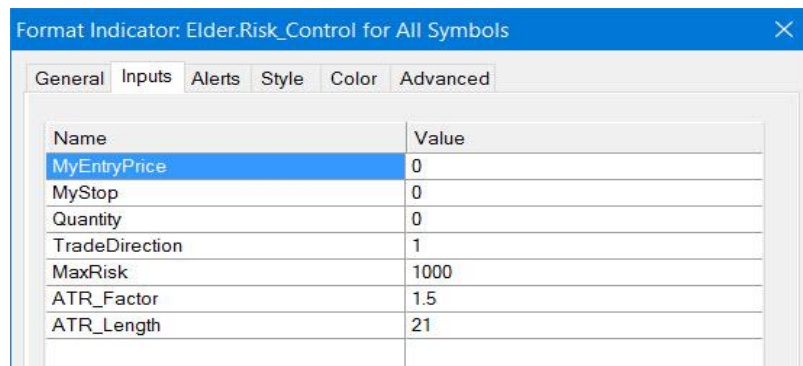 Format Indicator: Elder.Risk_Control for All Symbols
General Inputs Alerts Style Color Advanced
Name Value
MyEntryPrice 0
MyStop 0
Quantity 0
TradeDirection 1
MaxRisk 1000
ATR_Factor 1.5
ATR_Length 21